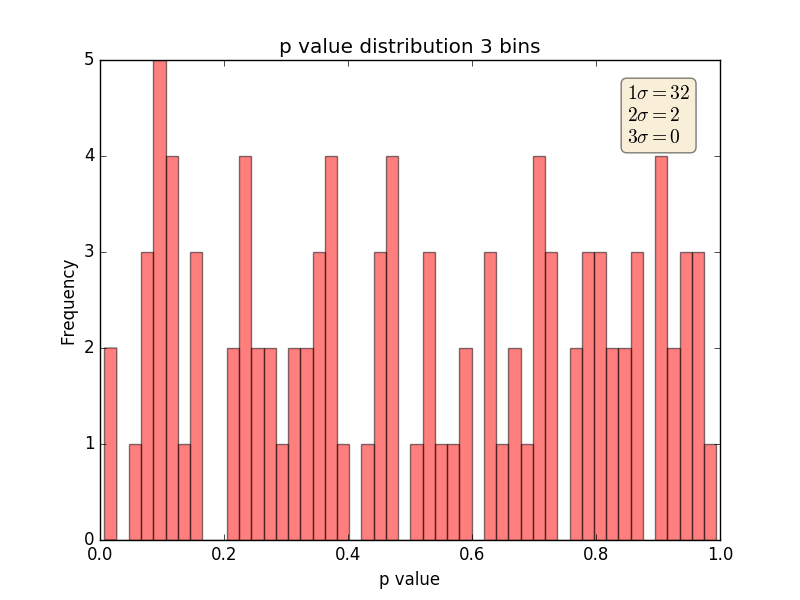 p value distribution 3 bins
1σ = 32
2σ = 2
3σ = 0
Frequency
5
4
3
2
1
0
0.0 0.2 0.4 0.6 0.8 1.0
p value